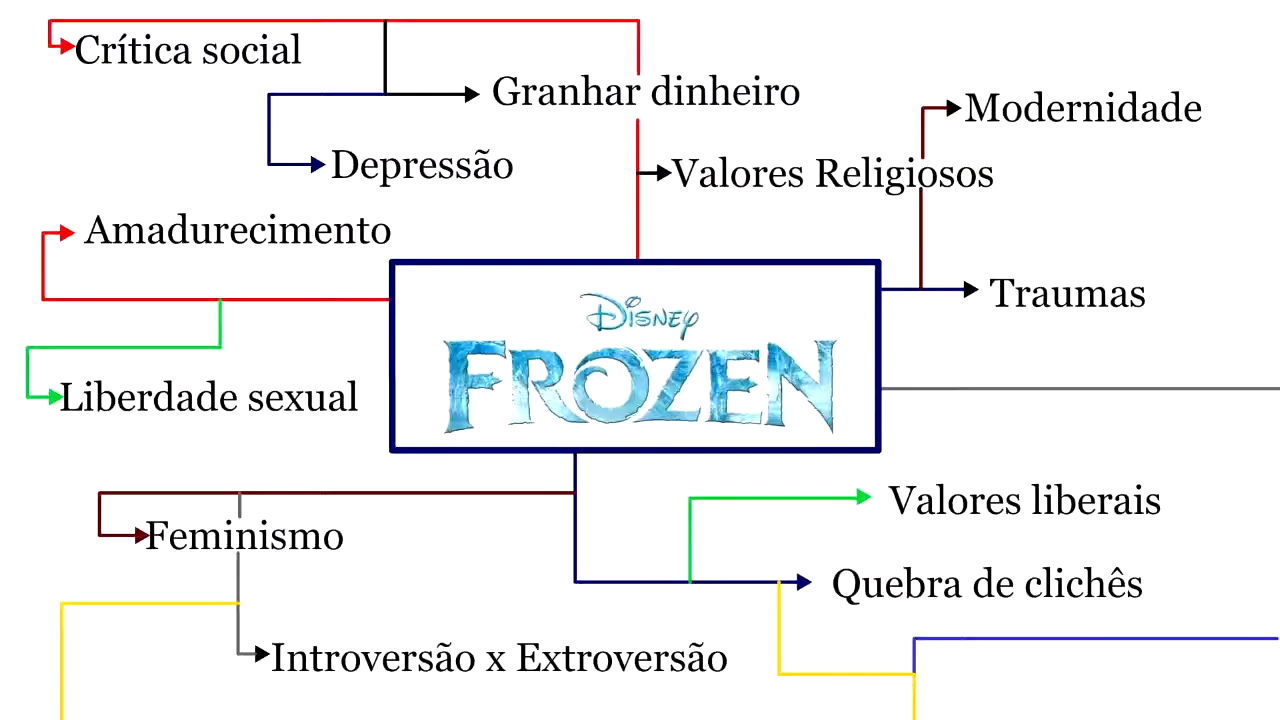 Crítica social
Granhar dinheiro
Modernidade
Depressão
Valores Religiosos
Amadurecimento
Traumas
DISNEY
FROZEN
Liberdade sexual
Valores liberais
Feminismo
Quebra de clichês
Introversão x Extroversão